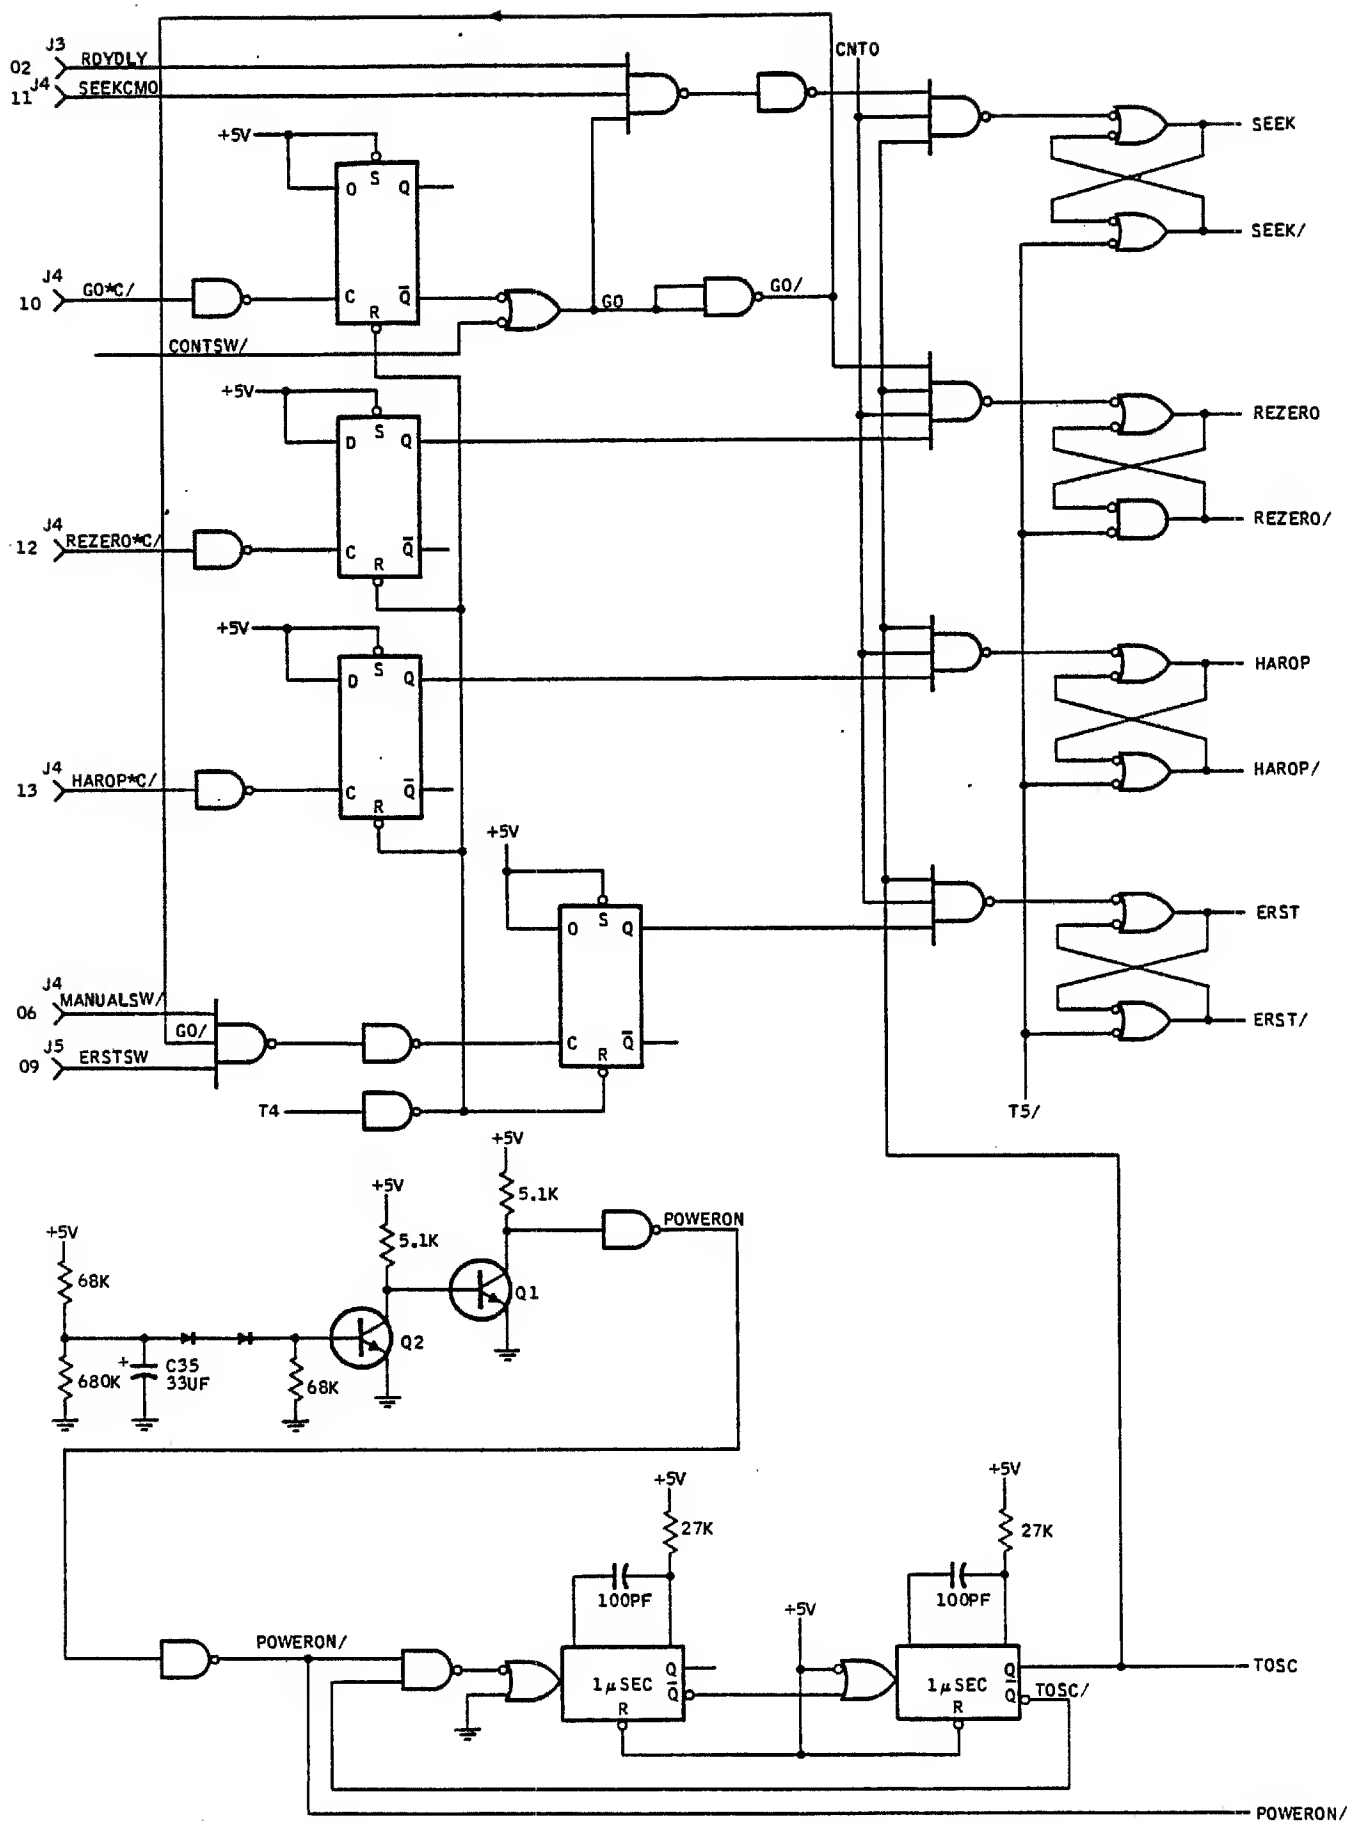 J3
02 RDYDLY
J4
11 SEEKCMO
CNTO
+5V
S
O Q
SEEK
SEEK/
J4
10 GO*C/
C Q̅
R
GO
GO/
CONTSW/
+5V
S
D Q
REZERO
J4
12 REZERO*C/
C Q̅
R
REZERO/
+5V
S
D Q
HAROP
J4
13 HAROP*C/
C Q̅
R
HAROP/
+5V
S
O Q
ERST
J4
06 MANUALSW/
GO/
J5
09 ERSTSW
C Q̅
R
ERST/
T4
T5/
+5V
5.1K
POWERON
+5V
5.1K
Q1
+5V
68K
Q2
+
C35
33UF
680K
68K
+5V
27K
100PF
+5V
27K
100PF
+5V
POWERON/
1μSEC
Q
Q̅
R
1μSEC
Q
Q̅
R
TOSC
TOSC/
POWERON/